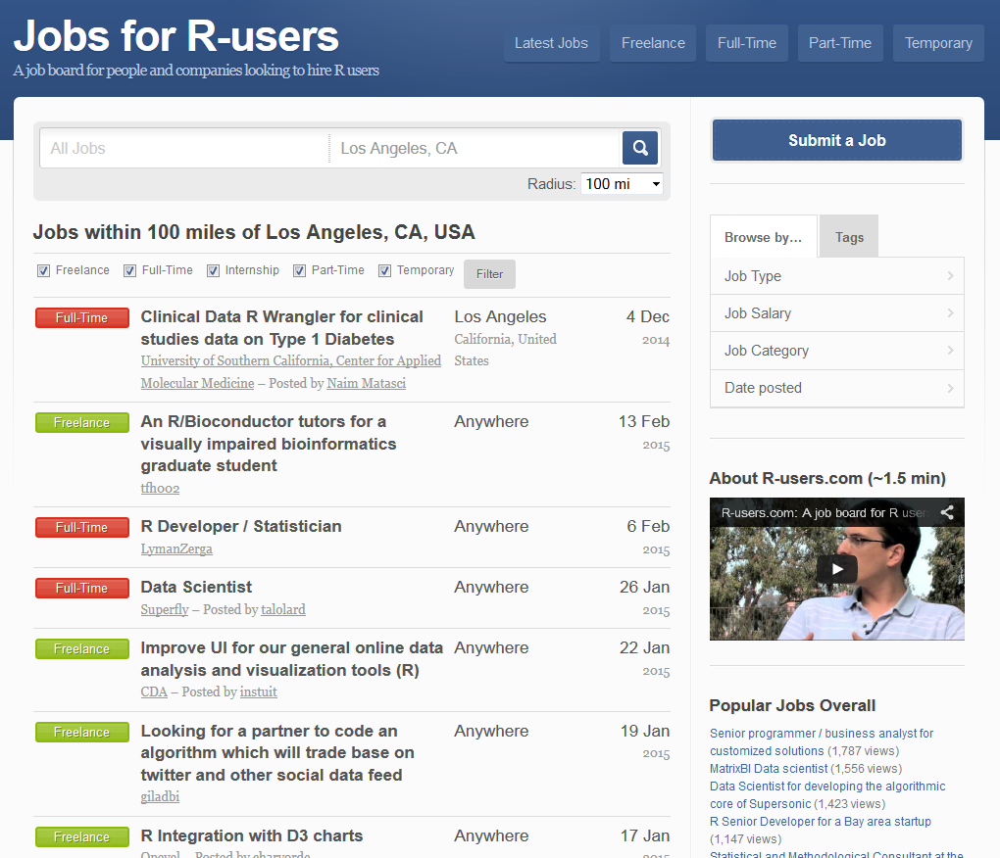 Jobs for R-users
A job board for people and companies looking to hire R users
Latest Jobs
Freelance
Full-Time
Part-Time
Temporary
All Jobs
Los Angeles, CA
Radius: 100 mi
Jobs within 100 miles of Los Angeles, CA, USA
Freelance Full-Time Internship Part-Time Temporary Filter
Full-Time
Clinical Data R Wrangler for clinical
studies data on Type 1 Diabetes
University of Southern California, Center for Applied
Molecular Medicine – Posted by Naim Matasci
Los Angeles
California, United
States
4 Dec
2014
Freelance
An R/Bioconductor tutors for a
visually impaired bioinformatics
graduate student
tfh002
Anywhere
13 Feb
2015
Full-Time
R Developer / Statistician
LymanZerga
Anywhere
6 Feb
2015
Full-Time
Data Scientist
Superfly – Posted by talolard
Anywhere
26 Jan
2015
Freelance
Improve UI for our general online data
analysis and visualization tools (R)
CDA – Posted by instuit
Anywhere
22 Jan
2015
Freelance
Looking for a partner to code an
algorithm which will trade base on
twitter and other social data feed
giladbi
Anywhere
19 Jan
2015
Freelance
R Integration with D3 charts
Anywhere
17 Jan
2015
Submit a Job
Browse by...
Tags
Job Type
Job Salary
Job Category
Date posted
About R-users.com (~1.5 min)
R-users.com: A job board for R user
Popular Jobs Overall
Senior programmer / business analyst for
customized solutions (1,787 views)
MatrixBI Data scientist (1,556 views)
Data Scientist for developing the algorithmic
core of Supersonic (1,423 views)
R Senior Developer for a Bay area startup
(1,147 views)
Statistical and Methodological Consultant at the